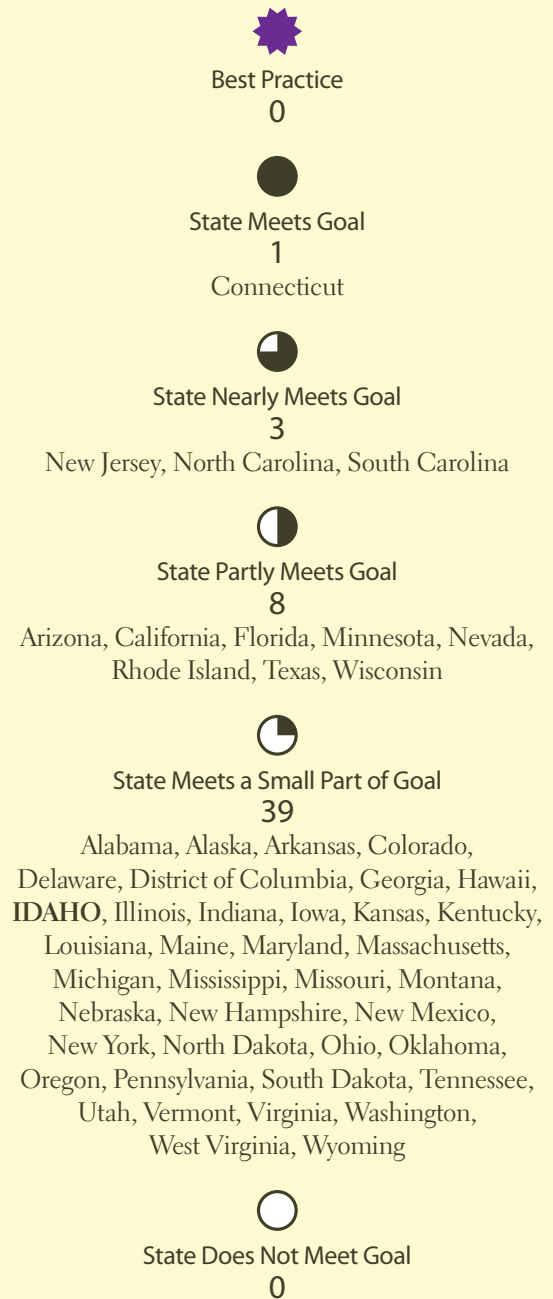 Best Practice
0
State Meets Goal
1
Connecticut
State Nearly Meets Goal
3
New Jersey, North Carolina, South Carolina
State Partly Meets Goal
8
Arizona, California, Florida, Minnesota, Nevada,
Rhode Island, Texas, Wisconsin
State Meets a Small Part of Goal
39
Alabama, Alaska, Arkansas, Colorado,
Delaware, District of Columbia, Georgia, Hawaii,
IDAHO, Illinois, Indiana, Iowa, Kansas, Kentucky,
Louisiana, Maine, Maryland, Massachusetts,
Michigan, Mississippi, Missouri, Montana,
Nebraska, New Hampshire, New Mexico,
New York, North Dakota, Ohio, Oklahoma,
Oregon, Pennsylvania, South Dakota, Tennessee,
Utah, Vermont, Virginia, Washington,
West Virginia, Wyoming
State Does Not Meet Goal
0